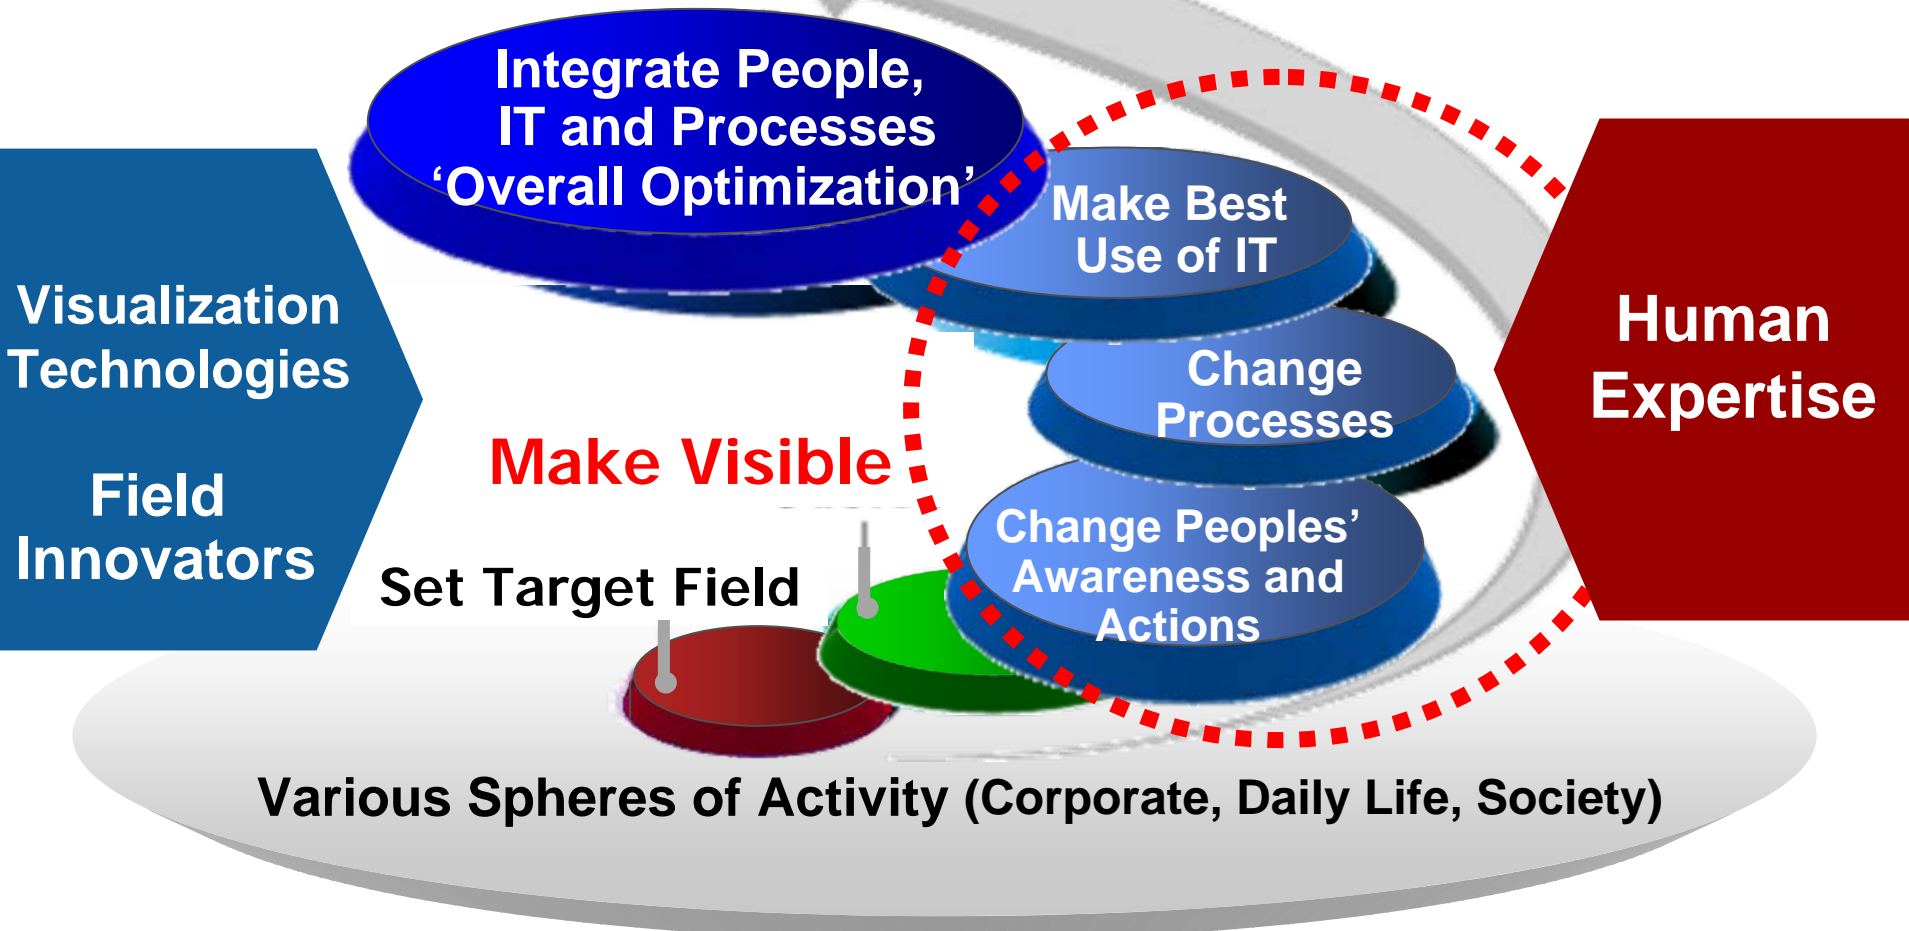 Integrate People,
IT and Processes
‘Overall Optimization’
Make Best
Use of IT
Change
Processes
Change Peoples’
Awareness and
Actions
Visualization
Technologies
Field
Innovators
Human
Expertise
Make Visible
Set Target Field
Various Spheres of Activity (Corporate, Daily Life, Society)